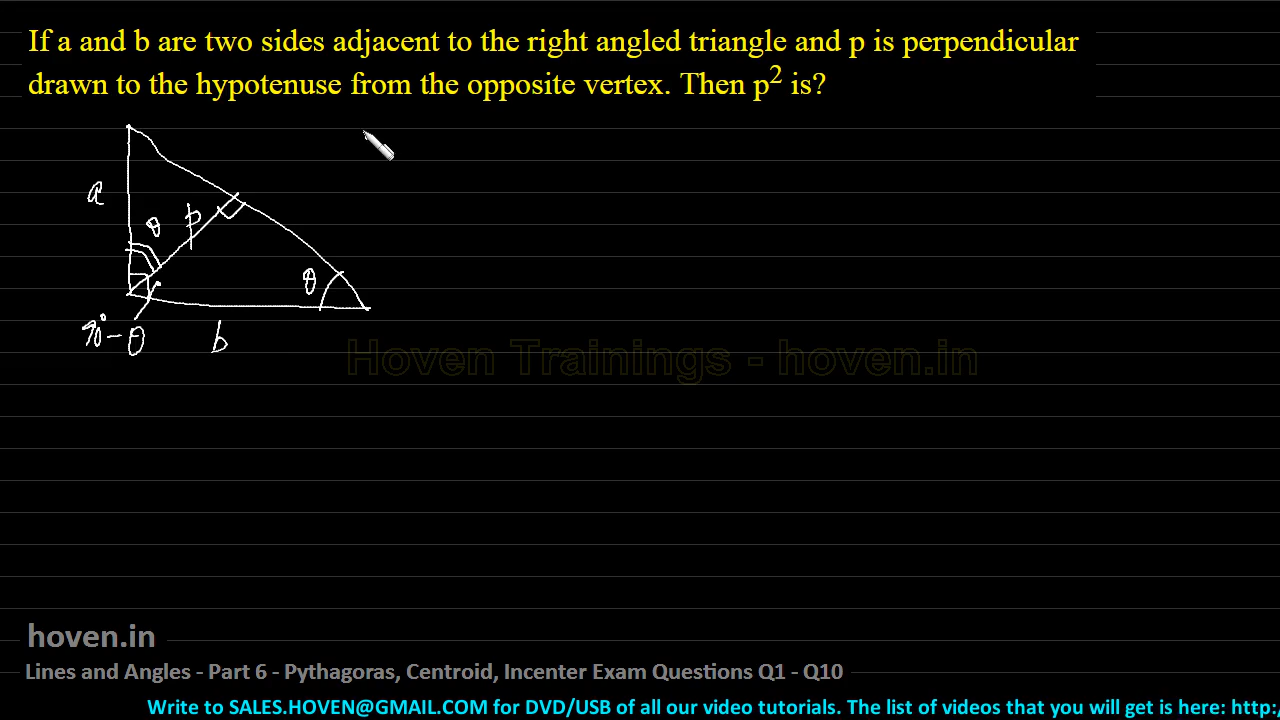 If a and b are two sides adjacent to the right angled triangle and p is perpendicular
drawn to the hypotenuse from the opposite vertex. Then p² is?
a
θ
p
θ
90°-θ
b
Hoven Trainings - hoven.in
hoven.in
Lines and Angles - Part 6 - Pythagoras, Centroid, Incenter Exam Questions Q1 - Q10
Write to SALES.HOVEN@GMAIL.COM for DVD/USB of all our video tutorials. The list of videos that you will get is here: http:/